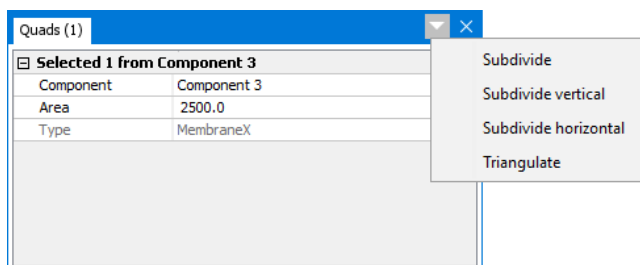 Quads (1)
Selected 1 from Component 3
Component Component 3
Area 2500.0
Type MembraneX
Subdivide
Subdivide vertical
Subdivide horizontal
Triangulate